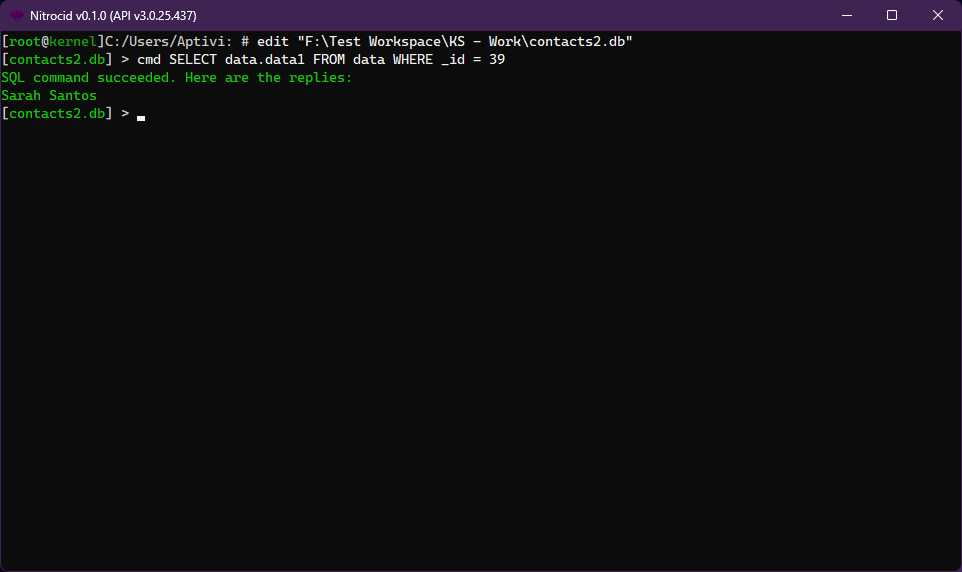 Nitrocid v0.1.0 (API v3.0.25.437)
[root@kernel]C:/Users/Aptivi: # edit "F:\Test Workspace\KS - Work\contacts2.db"
[contacts2.db] > cmd SELECT data.data1 FROM data WHERE _id = 39
SQL command succeeded. Here are the replies:
Sarah Santos
[contacts2.db] >